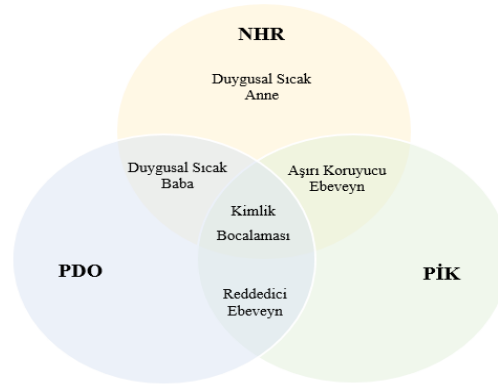 NHR
Duygusal Sıcak
Anne
Duygusal Sıcak
Baba
Aşırı Koruyucu
Ebeveyn
Kimlik
Bocalaması
PDO
PİK
Reddedici
Ebeveyn